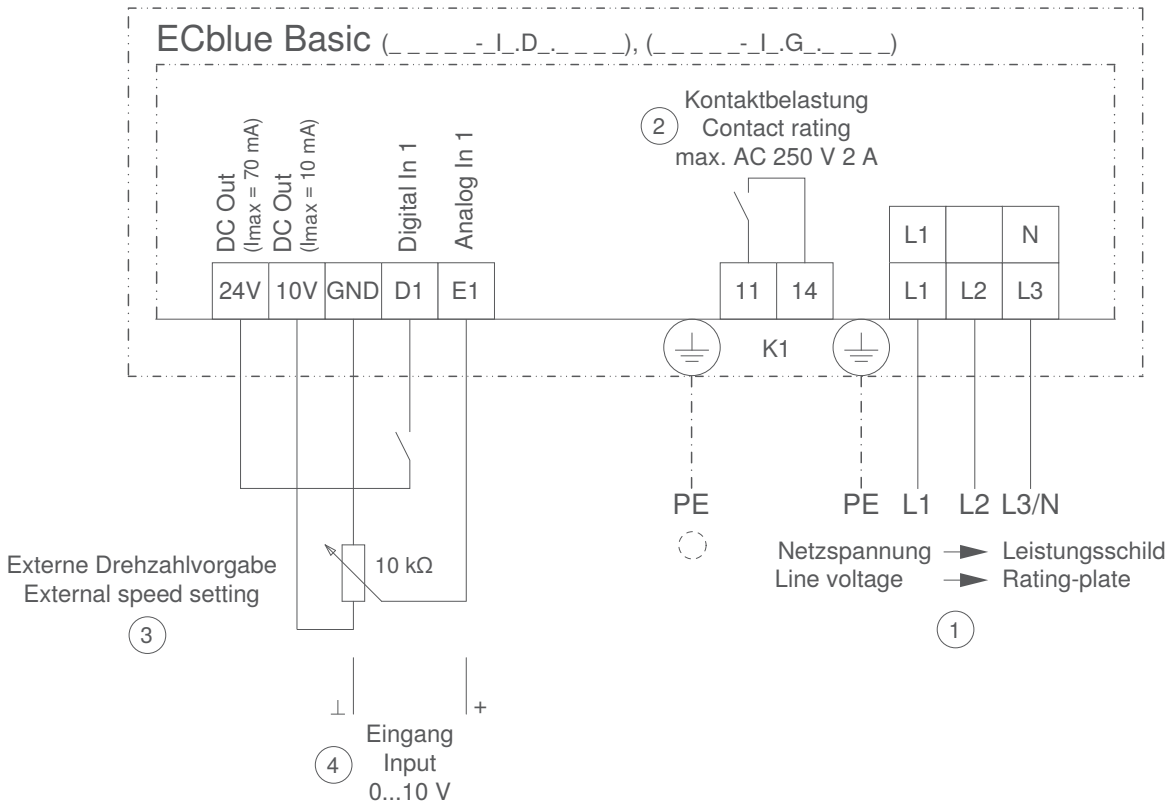 ECblue Basic (_ _ _ _ _-_I_.D_._ _ _ _), (_ _ _ _ _-_I_.G_._ _ _ _)
2
Kontaktbelastung
Contact rating
max. AC 250 V 2 A
DC Out
(Imax = 70 mA)
DC Out
(Imax = 10 mA)
Digital In 1
Analog In 1
L1 N
24V 10V GND D1 E1 11 14 L1 L2 L3
K1
PE PE L1 L2 L3/N
Externe Drehzahlvorgabe
External speed setting
3
10 kΩ
Netzspannung Leistungsschild
Line voltage Rating-plate
1
⊥ +
4
Eingang
Input
0...10 V